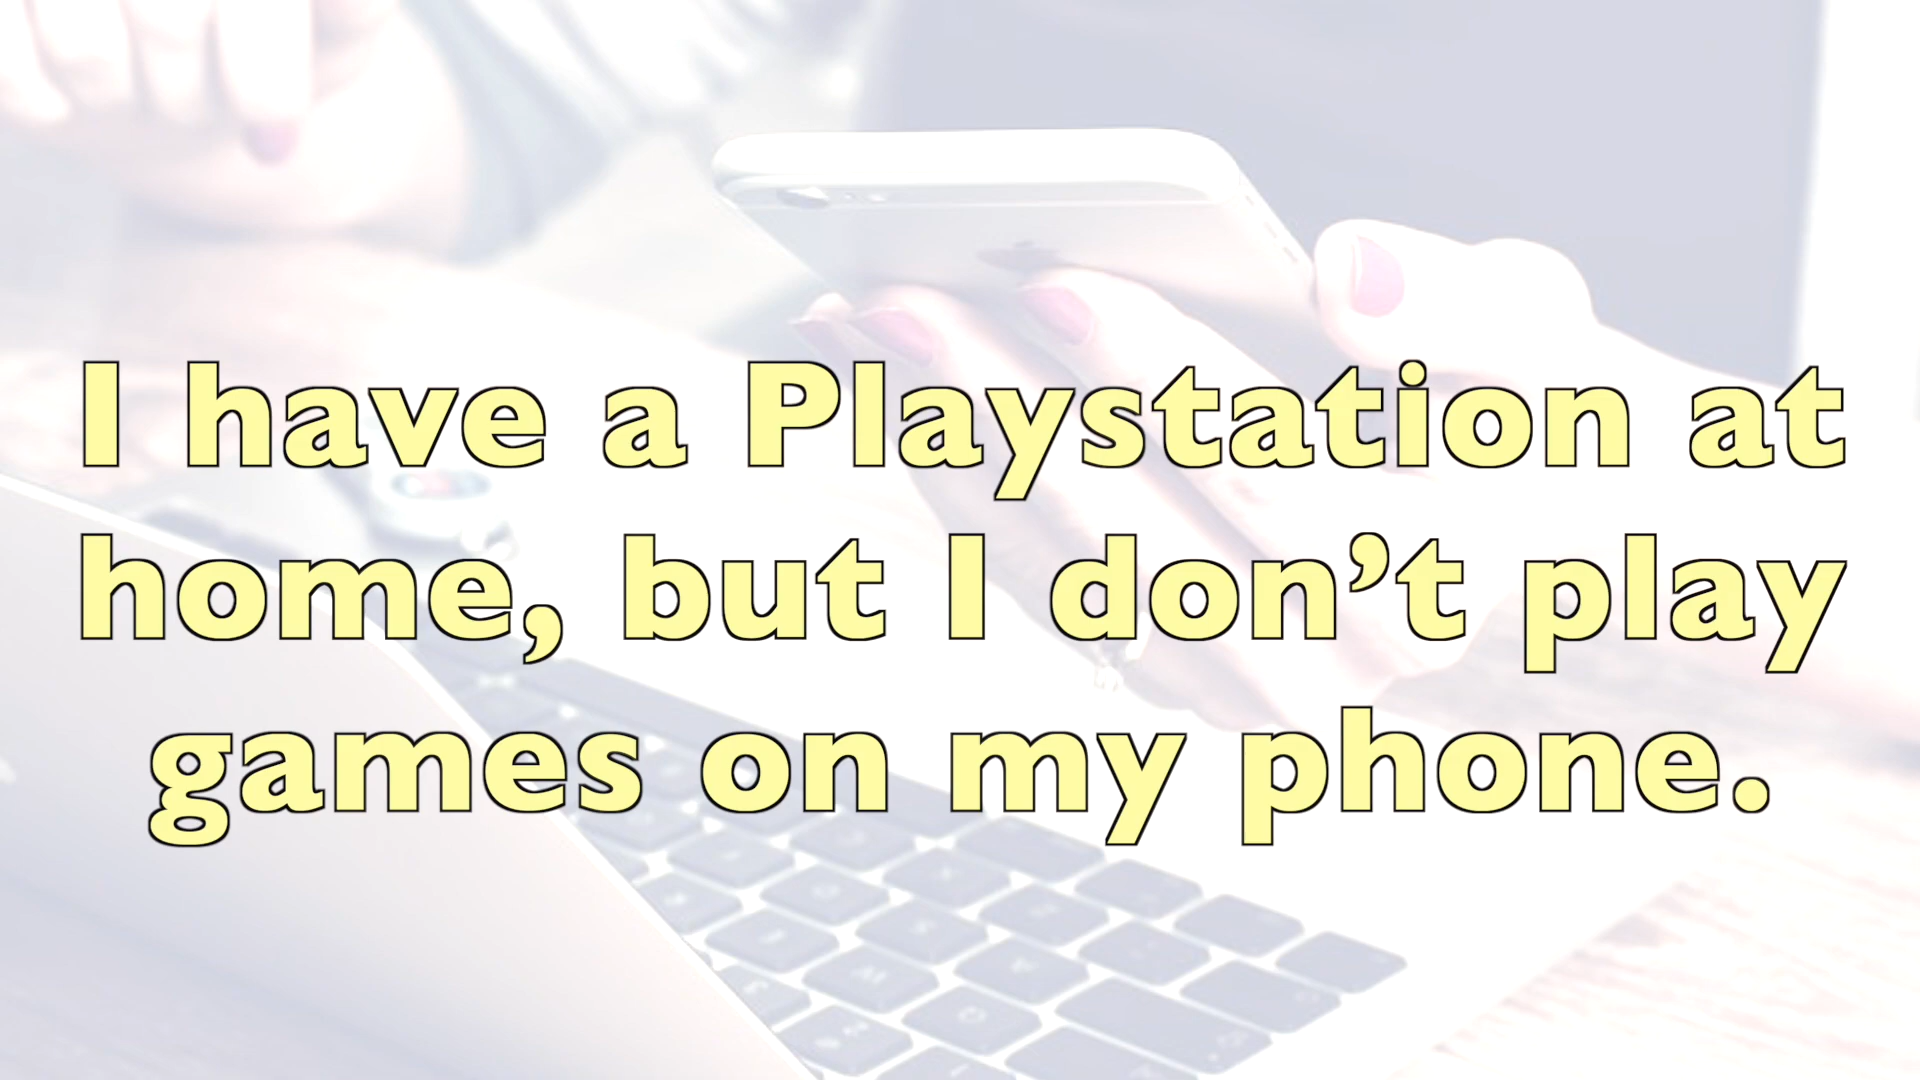 I have a Playstation at
home, but I don’t play
games on my phone.